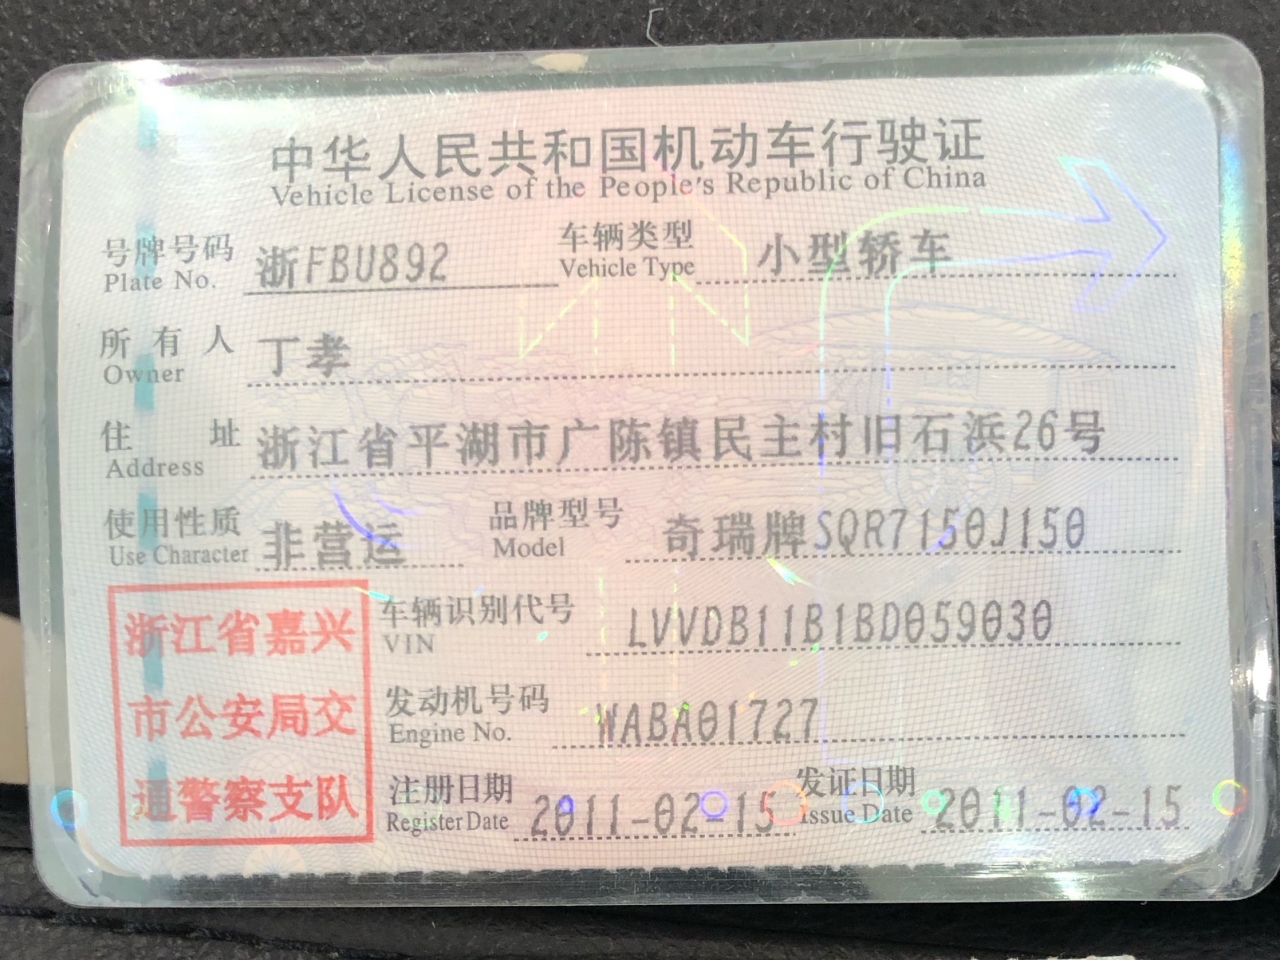 中华人民共和国机动车行驶证
Vehicle License of the People's Republic of China
号牌号码 浙FBU892 车辆类型 小型轿车
Plate No. Vehicle Type
所有人 丁孝
Owner
住址 浙江省平湖市广陈镇民主村旧石浜26号
Address
使用性质 非营运 品牌型号 奇瑞牌SQR7150J150
Use Character Model
浙江省嘉兴
市公安局交
通警察支队
车辆识别代号 LVVDB11B1BD059030
VIN
发动机号码 WABA01727
Engine No.
注册日期 2011-02-15 发证日期 2011-02-15
Register Date Issue Date